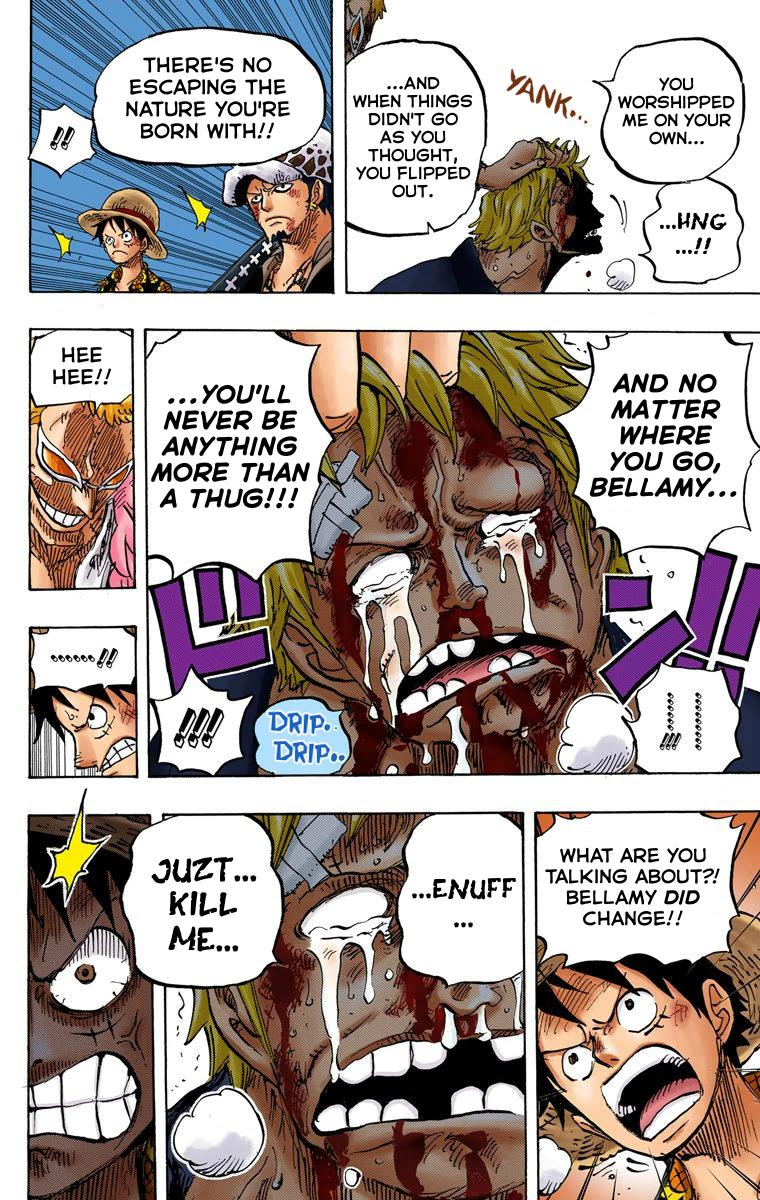 YOU
WORSHIPPED
ME ON YOUR
OWN...
...HNG
...!!
YANK...
...AND
WHEN THINGS
DIDN'T GO
AS YOU
THOUGHT,
YOU FLIPPED
OUT.
THERE'S NO
ESCAPING THE
NATURE YOU'RE
BORN WITH!!
!!
AND NO
MATTER
WHERE
YOU GO,
BELLAMY...
...YOU'LL
NEVER BE
ANYTHING
MORE THAN
A THUG!!!
ドン!!
!!!
DRIP..
DRIP..
!!!
HEE
HEE!!
.......!!
WHAT ARE YOU
TALKING ABOUT?!
BELLAMY DID
CHANGE!!
...ENUFF
...
JUZT...
KILL
ME...